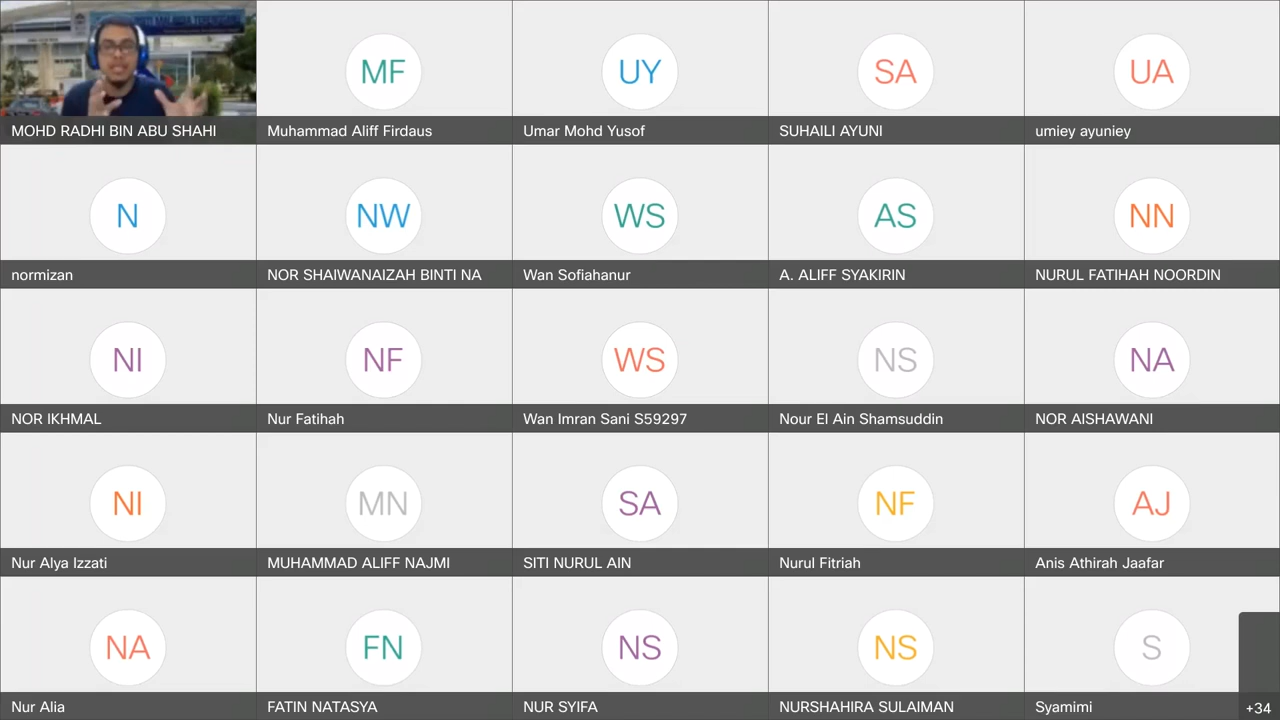 MOHD RADHI BIN ABU SHAHI
MF
Muhammad Aliff Firdaus
UY
Umar Mohd Yusof
SA
SUHAILI AYUNI
UA
umiey ayuniey
N
normizan
NW
NOR SHAIWANAIZAH BINTI NA
WS
Wan Sofiahanur
AS
A. ALIFF SYAKIRIN
NN
NURUL FATIHAH NOORDIN
NI
NOR IKHMAL
NF
Nur Fatihah
WS
Wan Imran Sani S59297
NS
Nour El Ain Shamsuddin
NA
NOR AISHAWANI
NI
Nur Alya Izzati
MN
MUHAMMAD ALIFF NAJMI
SA
SITI NURUL AIN
NF
Nurul Fitriah
AJ
Anis Athirah Jaafar
NA
Nur Alia
FN
FATIN NATASYA
NS
NUR SYIFA
NS
NURSHAHIRA SULAIMAN
S
Syamimi
+34